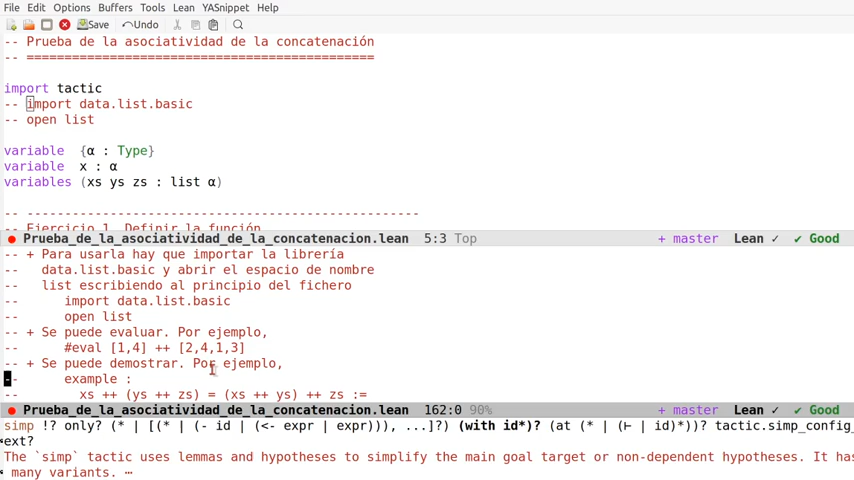 File Edit Options Buffers Tools Lean YASnippet Help
Save Undo
-- Prueba de la asociatividad de la concatenación
-- =============================================
import tactic
-- import data.list.basic
-- open list
variable  {α : Type}
variable  x : α
variables (xs ys zs : list α)
-- ---------------------------------------------------
-- Ejercicio 1. Definir la función
Prueba_de_la_asociatividad_de_la_concatenacion.lean 5:3 Top + master Lean ✓ ✔ Good
-- + Para usarla hay que importar la librería
--   data.list.basic y abrir el espacio de nombre
--   list escribiendo al principio del fichero
--      import data.list.basic
--      open list
-- + Se puede evaluar. Por ejemplo,
--      #eval [1,4] ++ [2,4,1,3]
-- + Se puede demostrar. Por ejemplo,
--      example :
--        xs ++ (ys ++ zs) = (xs ++ ys) ++ zs :=
Prueba_de_la_asociatividad_de_la_concatenacion.lean 162:0 90% + master Lean ✓ ✔ Good
simp !? only? (* | [(* | (- id | (<- expr | expr))), ...]?) (with id*)? (at (* | (⊢ | id)*))? tactic.simp_config_
ext?
The `simp` tactic uses lemmas and hypotheses to simplify the main goal target or non-dependent hypotheses. It has
many variants. ⋯